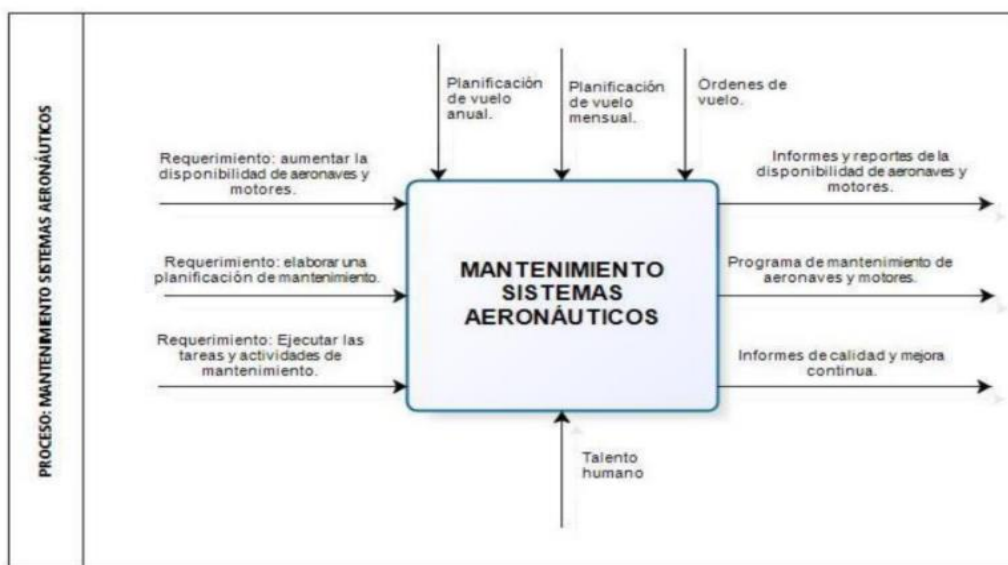 PROCESO: MANTENIMIENTO SISTEMAS AERONÁUTICOS
Planificación
de vuelo
anual.
Planificación
de vuelo
mensual.
Órdenes de
vuelo.
Requerimiento: aumentar la
disponibilidad de aeronaves y
motores.
Requerimiento: elaborar una
planificación de mantenimiento.
Requerimiento: Ejecutar las
tareas y actividades de
mantenimiento.
MANTENIMIENTO
SISTEMAS
AERONÁUTICOS
Informes y reportes de la
disponibilidad de aeronaves y
motores.
Programa de mantenimiento de
aeronaves y motores.
Informes de calidad y mejora
continua.
Talento
humano